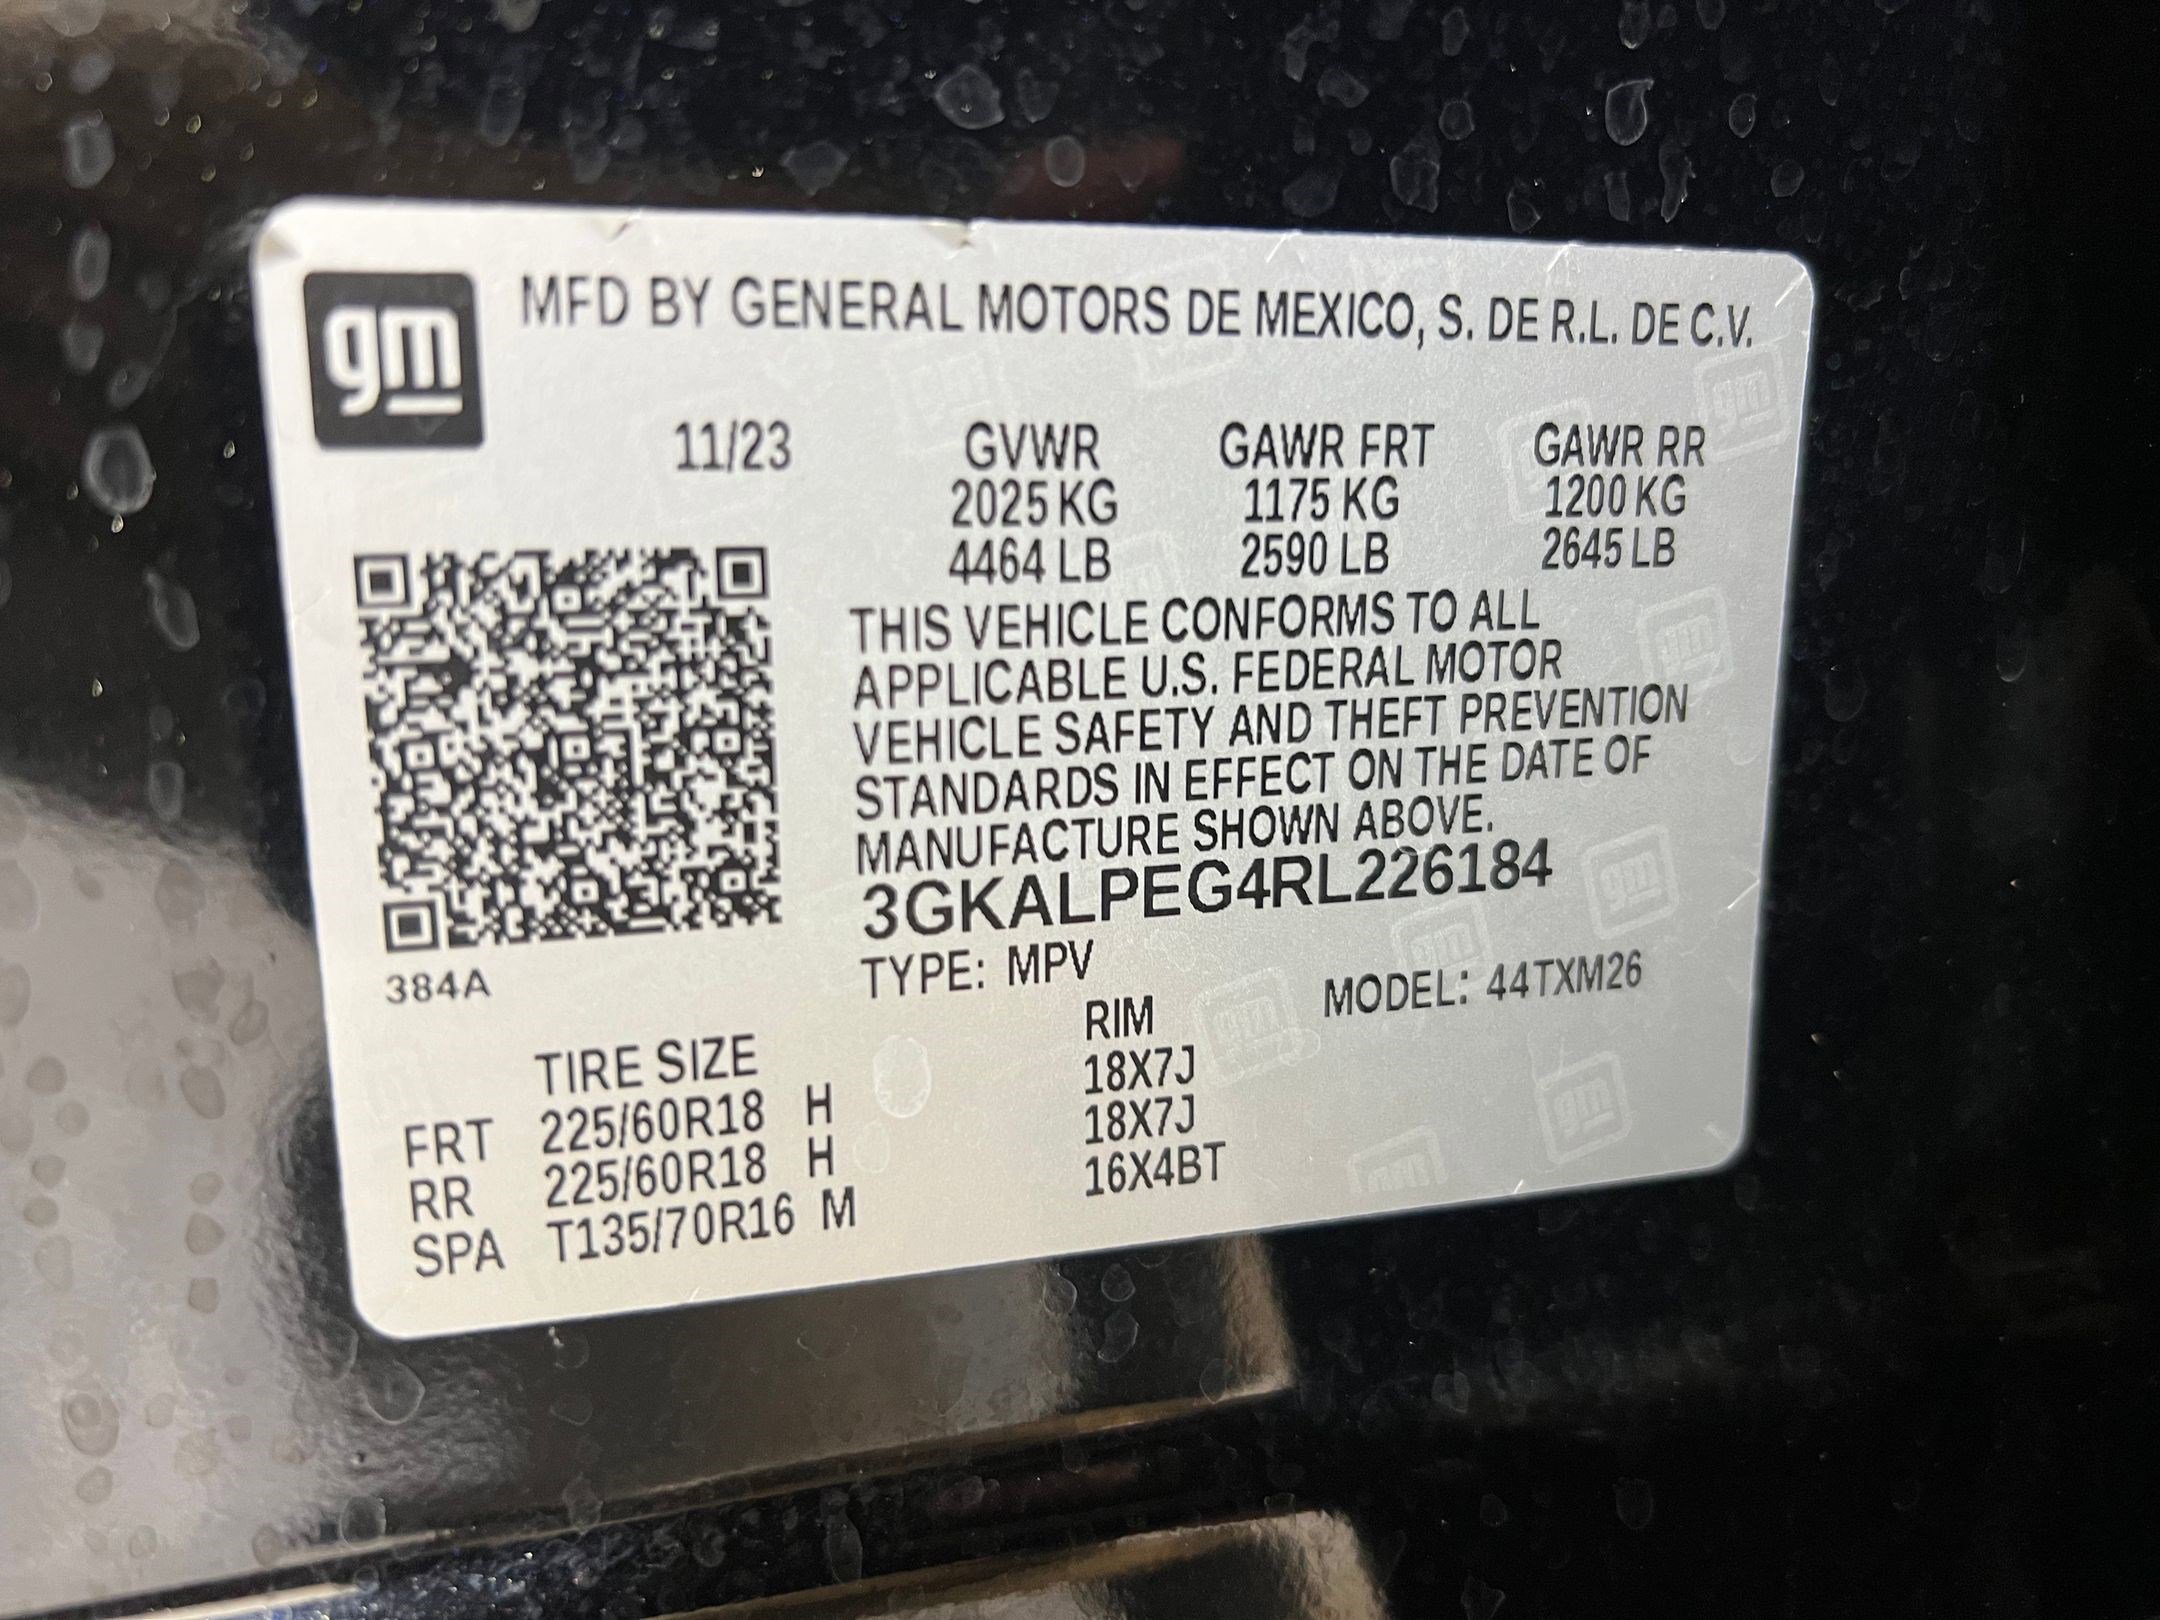 gm MFD BY GENERAL MOTORS DE MEXICO, S. DE R.L. DE C.V.
11/23 GVWR GAWR FRT GAWR RR
2025 KG 1175 KG 1200 KG
4464 LB 2590 LB 2645 LB
THIS VEHICLE CONFORMS TO ALL
APPLICABLE U.S. FEDERAL MOTOR
VEHICLE SAFETY AND THEFT PREVENTION
STANDARDS IN EFFECT ON THE DATE OF
MANUFACTURE SHOWN ABOVE.
3GKALPEG4RL226184
384A
TYPE: MPV MODEL: 44TXM26
TIRE SIZE RIM
FRT 225/60R18 H 18X7J
RR 225/60R18 H 18X7J
SPA T135/70R16 M 16X4BT